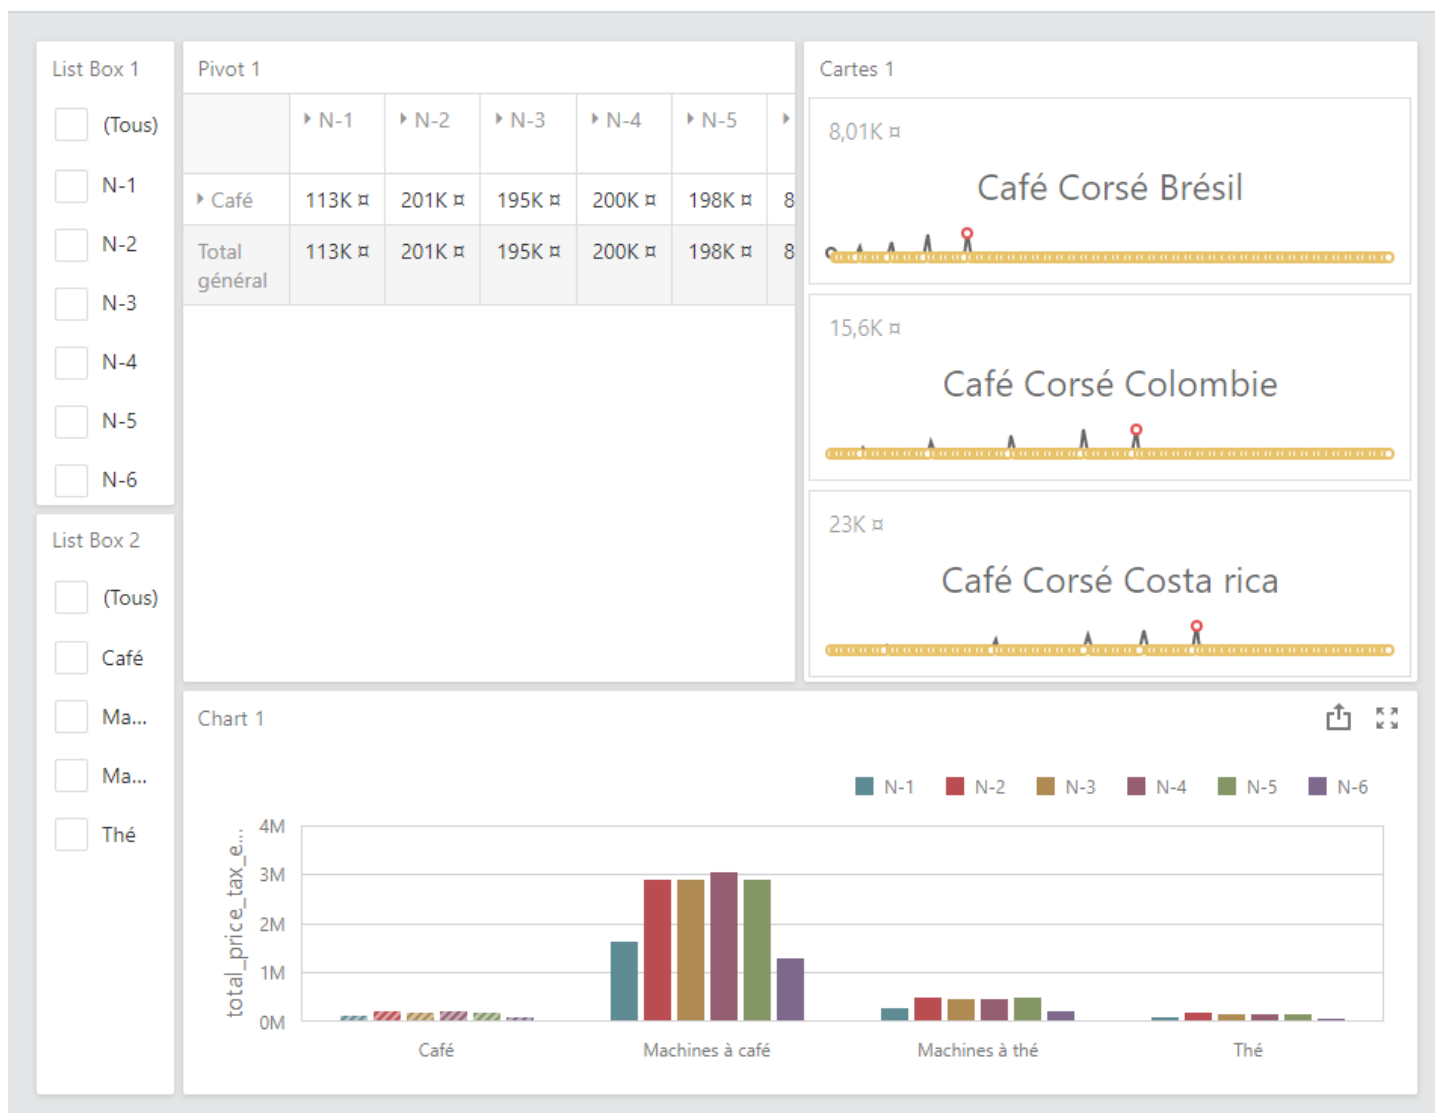 List Box 1
(Tous)
N-1
N-2
N-3
N-4
N-5
N-6
List Box 2
(Tous)
Café
Ma...
Ma...
Thé
Pivot 1
N-1 N-2 N-3 N-4 N-5
Café 113K ¤ 201K ¤ 195K ¤ 200K ¤ 198K ¤ 8
Total général 113K ¤ 201K ¤ 195K ¤ 200K ¤ 198K ¤ 8
Cartes 1
8,01K ¤
Café Corsé Brésil
15,6K ¤
Café Corsé Colombie
23K ¤
Café Corsé Costa rica
Chart 1
N-1 N-2 N-3 N-4 N-5 N-6
total_price_tax_e...
4M
3M
2M
1M
0M
Café Machines à café Machines à thé Thé